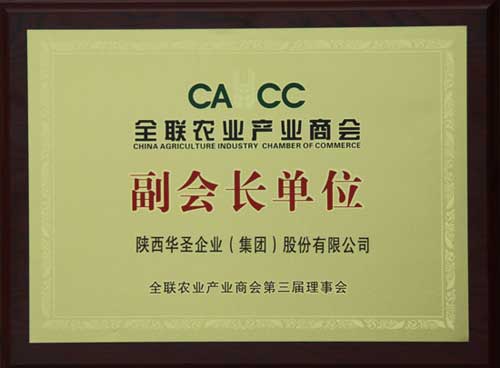 CA CC
全联农业产业商会
CHINA AGRICULTURE INDUSTRY CHAMBER OF COMMERCE
副会长单位
陕西华圣企业（集团）股份有限公司
全联农业产业商会第三届理事会